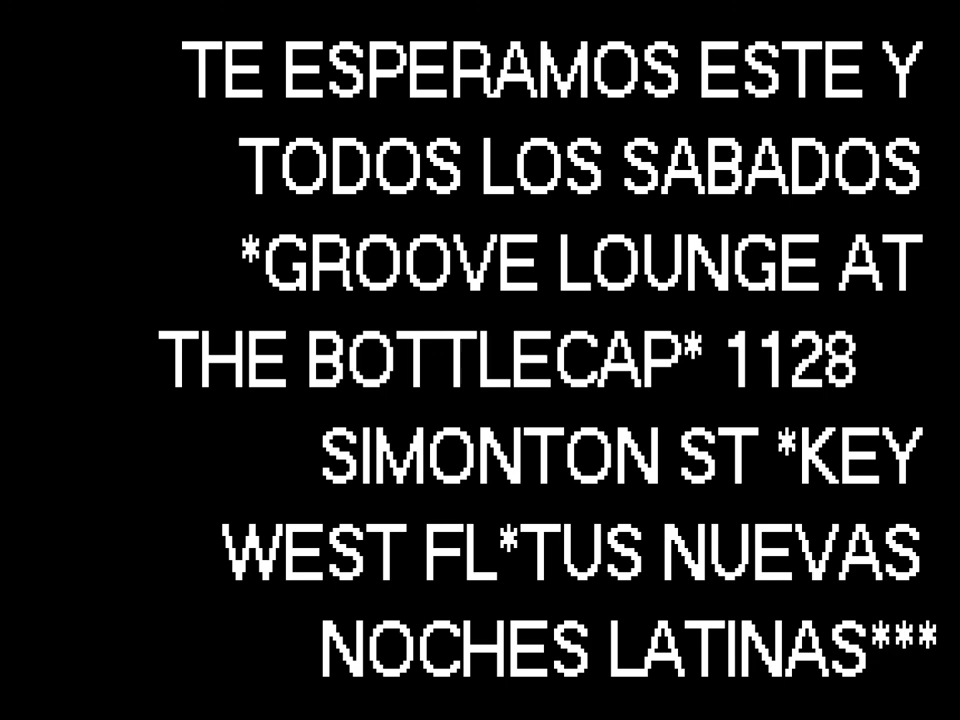 TE ESPERAMOS ESTE Y
TODOS LOS SABADOS
*GROOVE LOUNGE AT
THE BOTTLECAP* 1128
SIMONTON ST *KEY
WEST FL*TUS NUEVAS
NOCHES LATINAS***